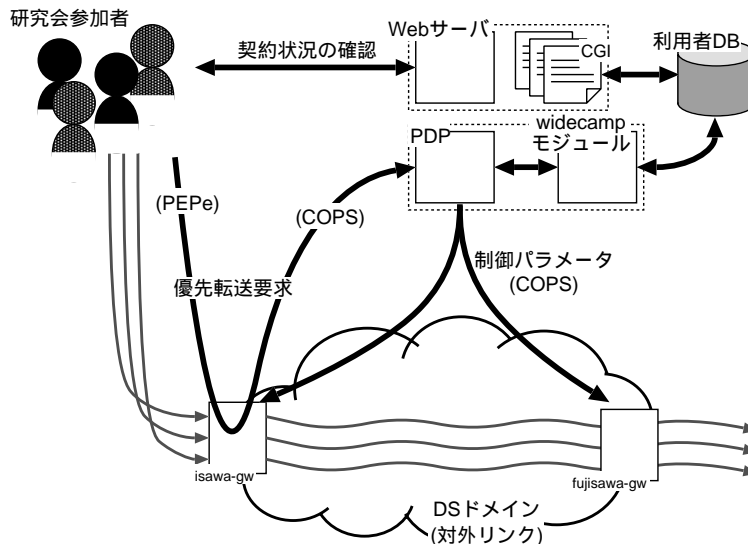 研究会参加者
契約状況の確認
Webサーバ
CGI
利用者DB
PDP
widecamp
モジュール
(PEPe)
(COPS)
優先転送要求
制御パラメータ
(COPS)
isawa-gw
fujisawa-gw
DSドメイン
(対外リンク)